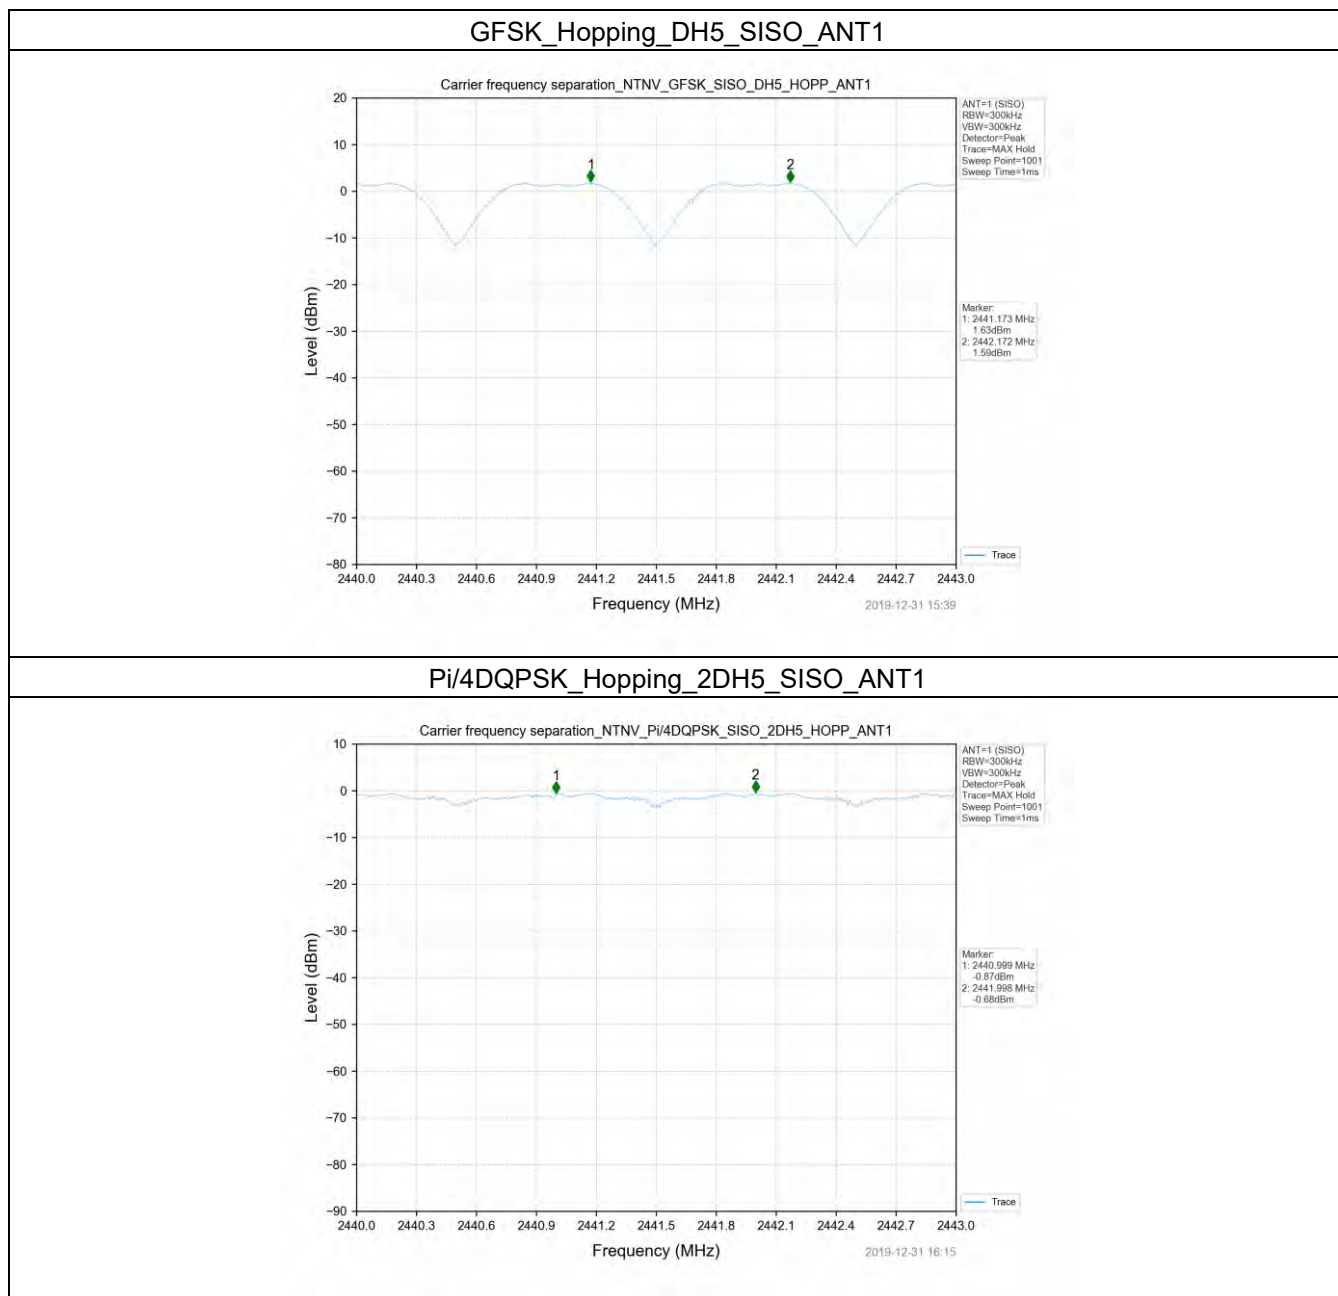 GFSK_Hopping_DH5_SISO_ANT1
Carrier frequency separation_NTNV_GFSK_SISO_DH5_HOPP_ANT1
20
10
0
−10
−20
−30
−40
−50
−60
−70
−80
Level (dBm)
1
2
ANT=1 (SISO)
RBW=300kHz
VBW=300kHz
Detector=Peak
Trace=MAX Hold
Sweep Point=1001
Sweep Time=1ms
Marker:
1: 2441.173 MHz
1.63dBm
2: 2442.172 MHz
1.59dBm
Trace
2440.0 2440.3 2440.6 2440.9 2441.2 2441.5 2441.8 2442.1 2442.4 2442.7 2443.0
Frequency (MHz)
2019-12-31 15:39
Pi/4DQPSK_Hopping_2DH5_SISO_ANT1
Carrier frequency separation_NTNV_Pi/4DQPSK_SISO_2DH5_HOPP_ANT1
10
0
−10
−20
−30
−40
−50
−60
−70
−80
−90
Level (dBm)
1
2
ANT=1 (SISO)
RBW=300kHz
VBW=300kHz
Detector=Peak
Trace=MAX Hold
Sweep Point=1001
Sweep Time=1ms
Marker:
1: 2440.999 MHz
-0.87dBm
2: 2441.998 MHz
-0.68dBm
Trace
2440.0 2440.3 2440.6 2440.9 2441.2 2441.5 2441.8 2442.1 2442.4 2442.7 2443.0
Frequency (MHz)
2019-12-31 16:15